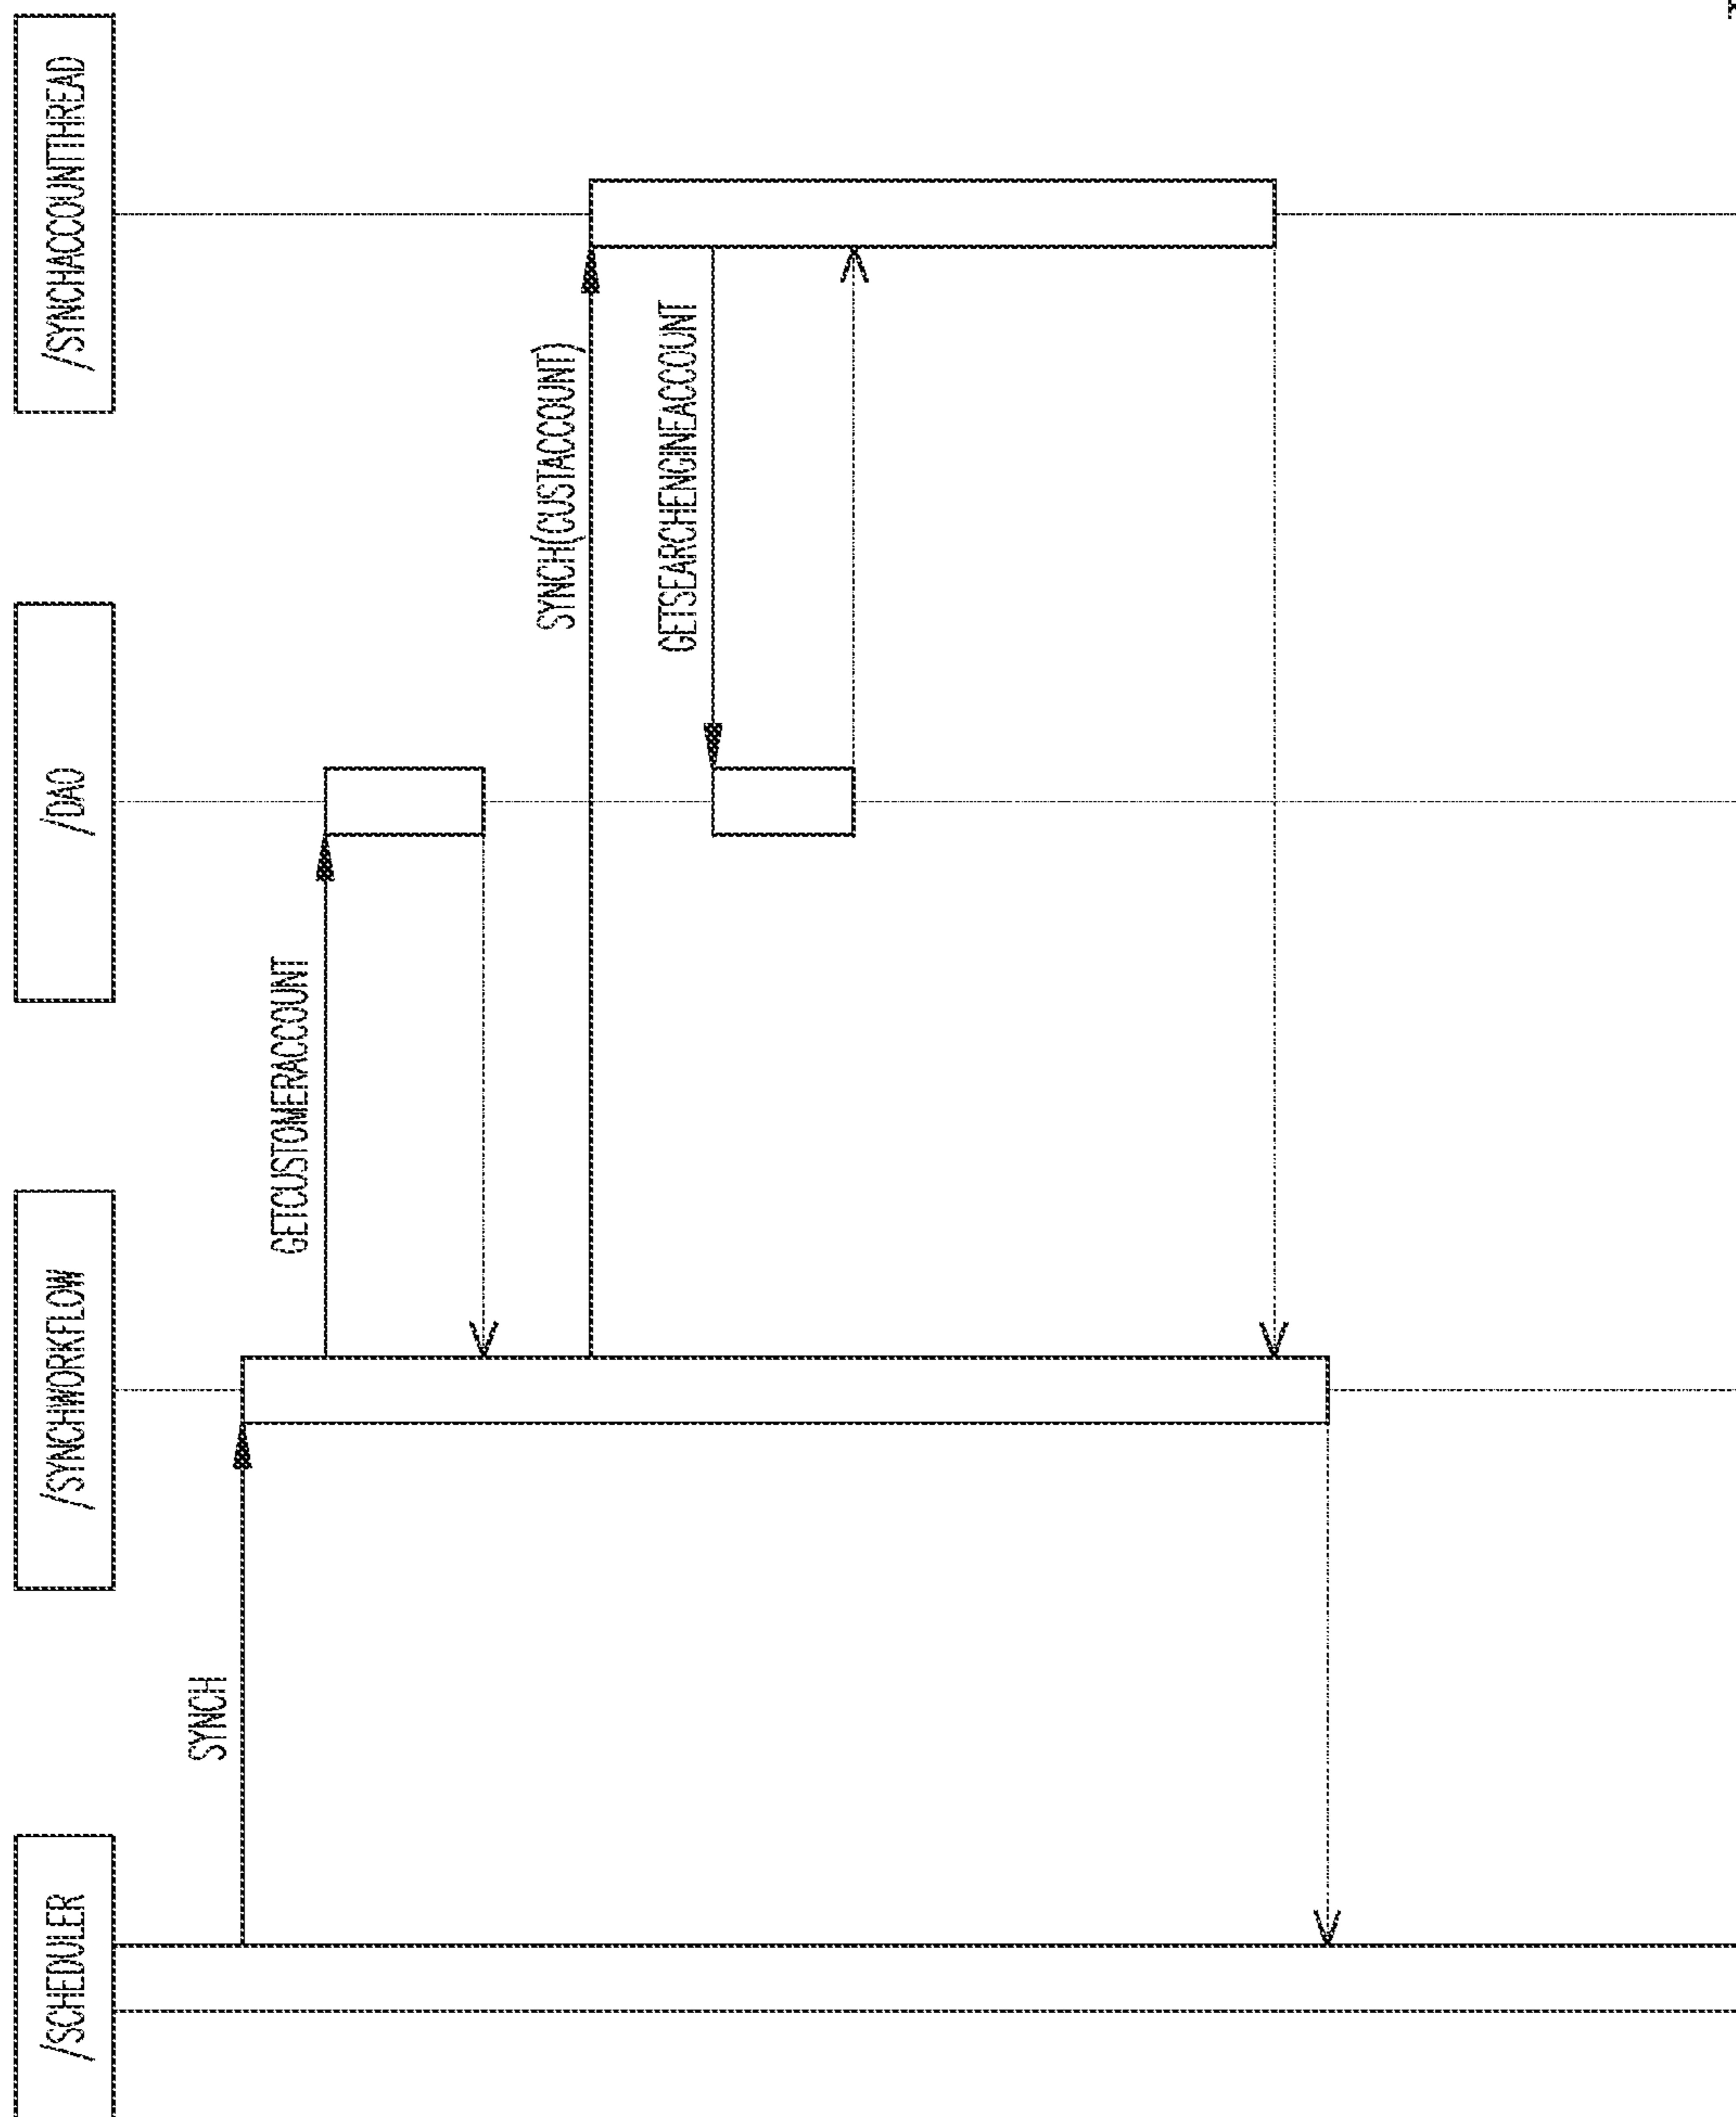 /SCHEDULER
/SYNCHWORKFLOW
/DAO
/SYNCHACCOUNTTHREAD
SYNCH
GETCUSTOMERACCOUNT
SYNCH(CUSTACCOUNT)
GETSEARCHENGINEACCOUNT